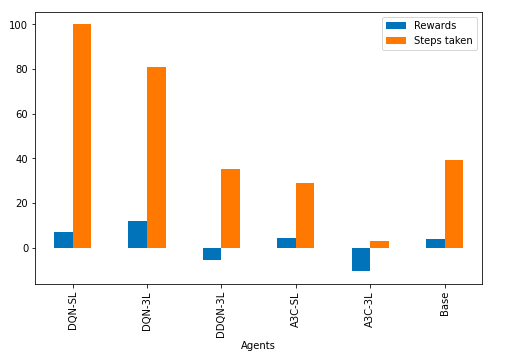 Rewards
Steps taken
100
80
60
40
20
0
DQN-SL
DQN-3L
DDQN-3L
A3C-SL
A3C-3L
Base
Agents